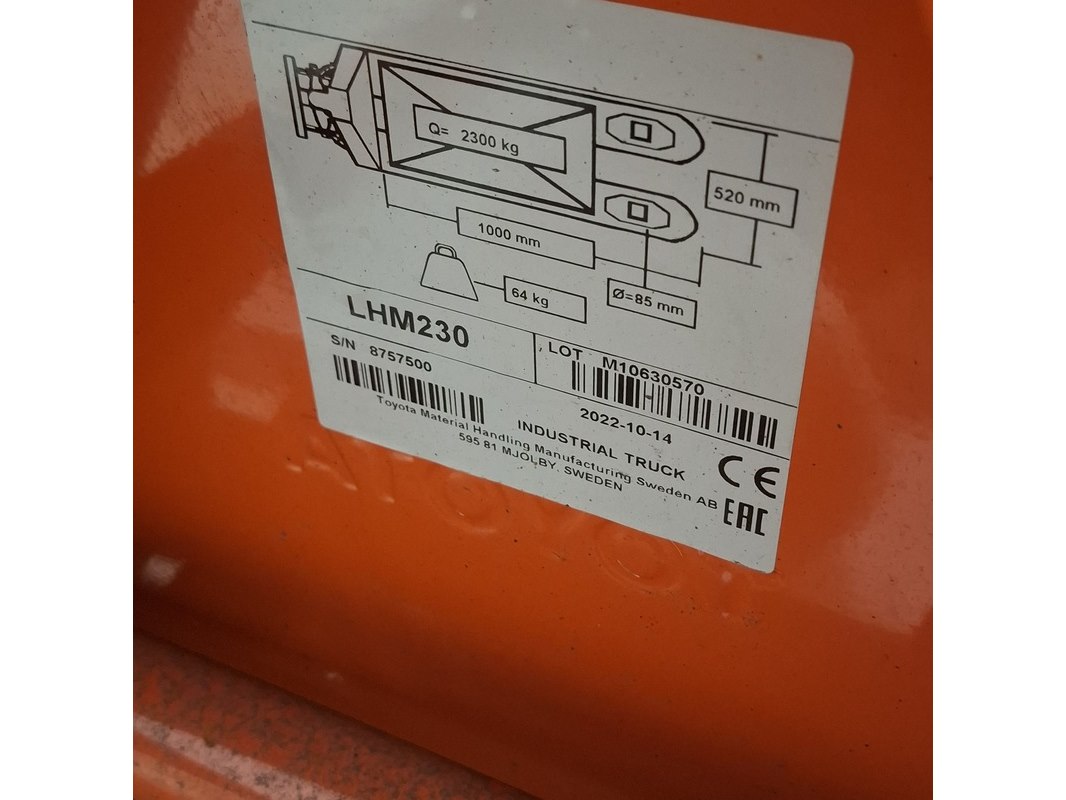 Q= 2300 kg
520 mm
1000 mm
Ø=85 mm
64 kg
LHM230
S/N 8757500
LOT M10630570
2022-10-14
INDUSTRIAL TRUCK
Toyota Material Handling Manufacturing Sweden AB
595 81 MJOLBY. SWEDEN
CE
EAC